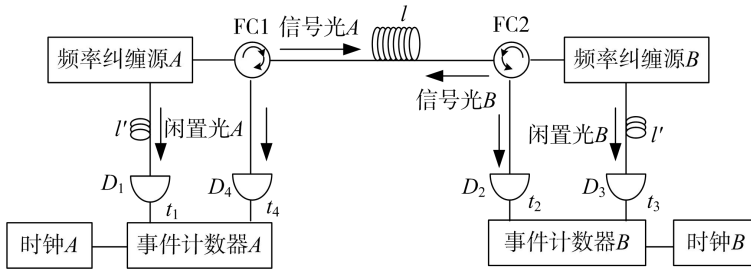 FC1
信号光A
l
FC2
频率纠缠源A
频率纠缠源B
信号光B
l′
闲置光A
闲置光B
l′
D1
D4
D2
D3
t1
t4
t2
t3
时钟A
事件计数器A
事件计数器B
时钟B